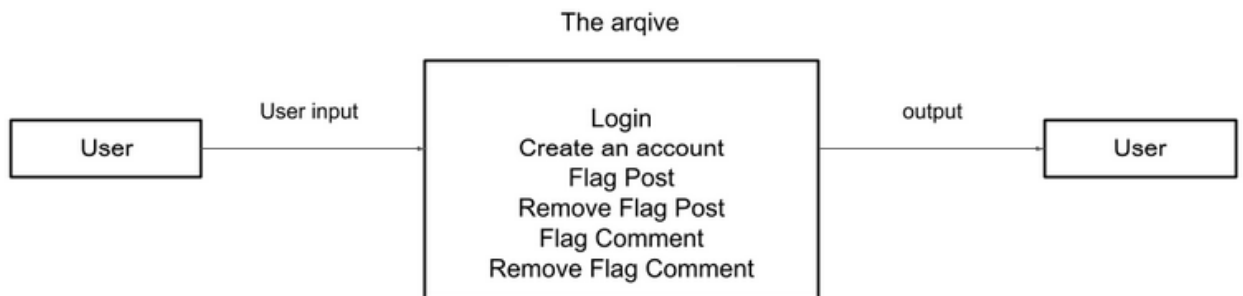 The arqive
User input
output
User
Login
Create an account
Flag Post
Remove Flag Post
Flag Comment
Remove Flag Comment
User